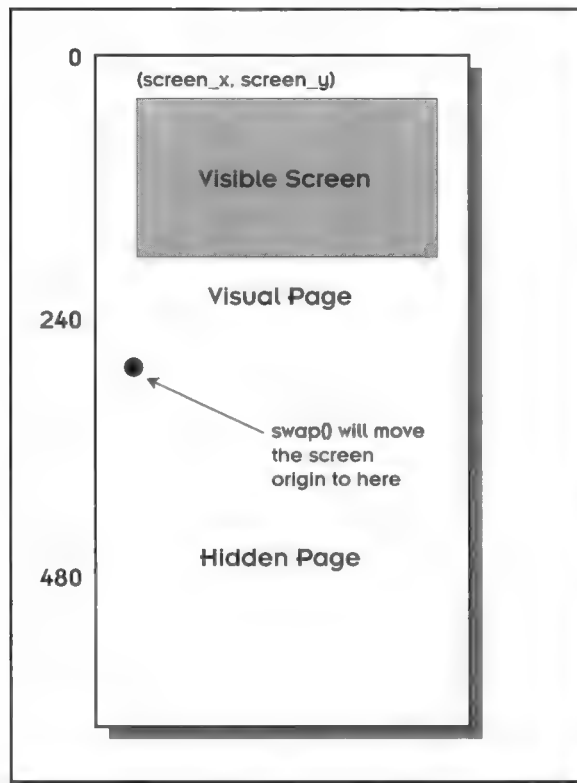 0
(screen_x, screen_y)
Visible Screen
Visual Page
240
swap() will move
the screen
origin to here
Hidden Page
480